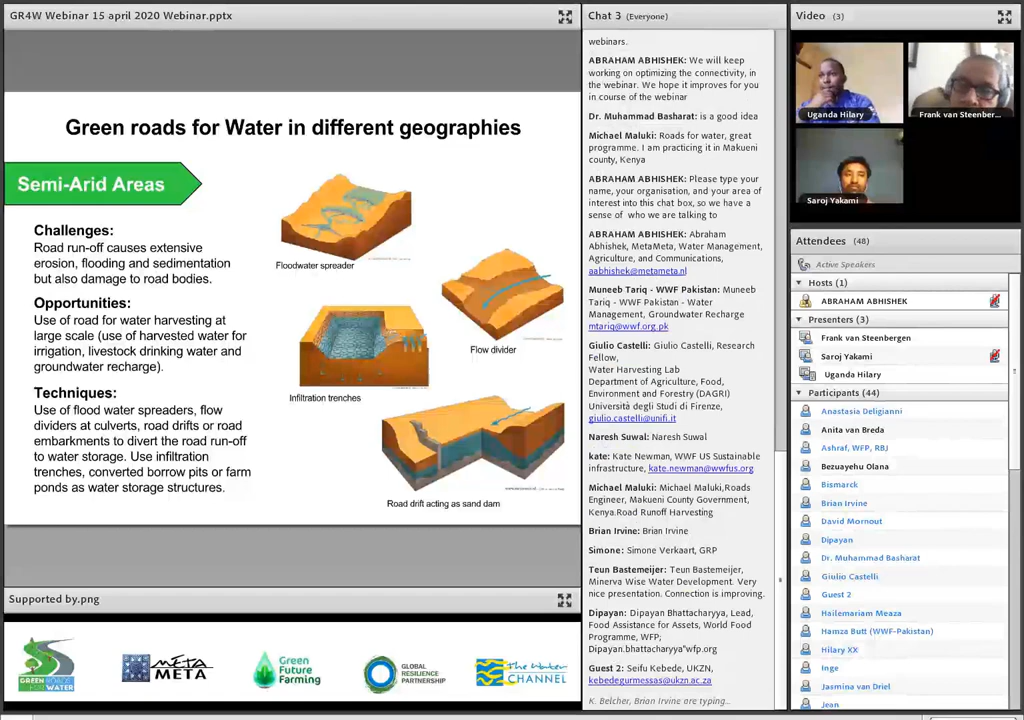 GR4W Webinar 15 april 2020 Webinar.pptx
Green roads for Water in different geographies
Semi-Arid Areas
Challenges:
Road run-off causes extensive
erosion, flooding and sedimentation
but also damage to road bodies.
Opportunities:
Use of road for water harvesting at
large scale (use of harvested water for
irrigation, livestock drinking water and
groundwater recharge).
Techniques:
Use of flood water spreaders, flow
dividers at culverts, road drifts or road
embankments to divert the road run-off
to water storage. Use infiltration
trenches, converted borrow pits or farm
ponds as water storage structures.
Floodwater spreader
Flow divider
Infiltration trenches
Road drift acting as sand dam
Supported by.png
GREEN ROADS
FOR WATER
META
META
Green
Future
Farming
GLOBAL
RESILIENCE
PARTNERSHIP
The Water
CHANNEL
Chat 3 (Everyone)
webinars.
ABRAHAM ABHISHEK: We will keep
working on optimizing the connectivity, in
the webinar. We hope it improves for you
in course of the webinar
Dr. Muhammad Basharat: is a good idea
Michael Maluki: Roads for water, great
programme. I am practicing it in Makueni
county, Kenya
ABRAHAM ABHISHEK: Please type your
name, your organisation, and your area of
interest into this chat box, so we have a
sense of who we are talking to
ABRAHAM ABHISHEK: Abraham
Abhishek, MetaMeta, Water Management,
Agriculture, and Communications,
aabhishek@metameta.nl
Muneeb Tariq - WWF Pakistan: Muneeb
Tariq - WWF Pakistan - Water
Management, Groundwater Recharge
mtariq@wwf.org.pk
Giulio Castelli: Giulio Castelli, Research
Fellow,
Water Harvesting Lab
Department of Agriculture, Food,
Environment and Forestry (DAGRI)
Università degli Studi di Firenze,
giulio.castelli@unifi.it
Naresh Suwal: Naresh Suwal
kate: Kate Newman, WWF US Sustainable
infrastructure, kate.newman@wwfus.org
Michael Maluki: Michael Maluki,Roads
Engineer, Makueni County Government,
Kenya.Road Runoff Harvesting
Brian Irvine: Brian Irvine
Simone: Simone Verkaart, GRP
Teun Bastemeijer: Teun Bastemeijer,
Minerva Wise Water Development. Very
nice presentation. Connection is improving.
Dipayan: Dipayan Bhattacharyya, Lead,
Food Assistance for Assets, World Food
Programme, WFP;
Dipayan.bhattacharyya"wfp.org
Guest 2: Seifu Kebede, UKZN,
kebedegurmessas@ukzn.ac.za
K. Belcher, Brian Irvine are typing...
Video (3)
Uganda Hilary
Frank van Steenber...
Saroj Yakami
Attendees (48)
Active Speakers
Hosts (1)
ABRAHAM ABHISHEK
Presenters (3)
Frank van Steenbergen
Saroj Yakami
Uganda Hilary
Participants (44)
Anastasia Deligianni
Anita van Breda
Ashraf, WFP, RBJ
Bezuayehu Olana
Bismarck
Brian Irvine
David Mornout
Dipayan
Dr. Muhammad Basharat
Giulio Castelli
Guest 2
Hailemariam Meaza
Hamza Butt (WWF-Pakistan)
Hilary XX
Inge
Jasmina van Driel
Jean